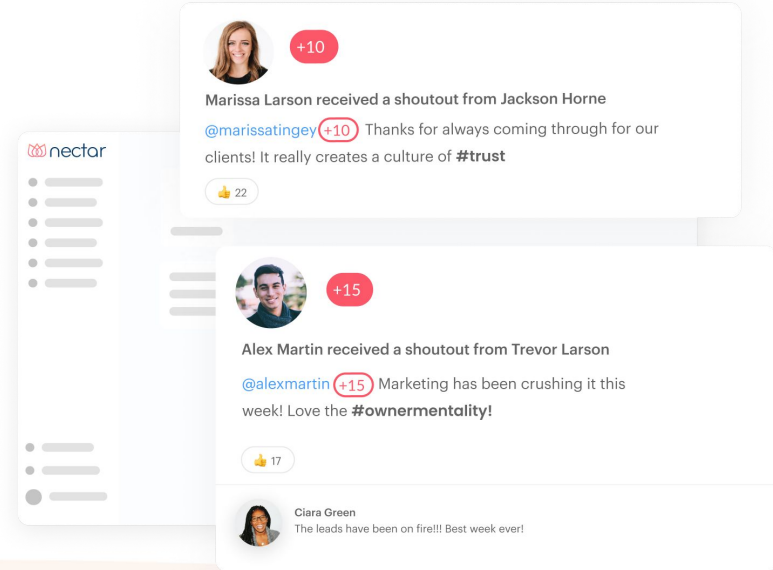 +10
Marissa Larson received a shoutout from Jackson Horne
@marissatingey +10 Thanks for always coming through for our
clients! It really creates a culture of #trust
👍 22
nectar
+15
Alex Martin received a shoutout from Trevor Larson
@alexmartin +15 Marketing has been crushing it this
week! Love the #ownermentality!
👍 17
Ciara Green
The leads have been on fire!!! Best week ever!